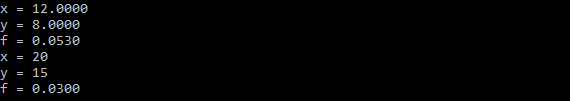 x = 12.0000
y = 8.0000
f = 0.0530
x = 20
y = 15
f = 0.0300